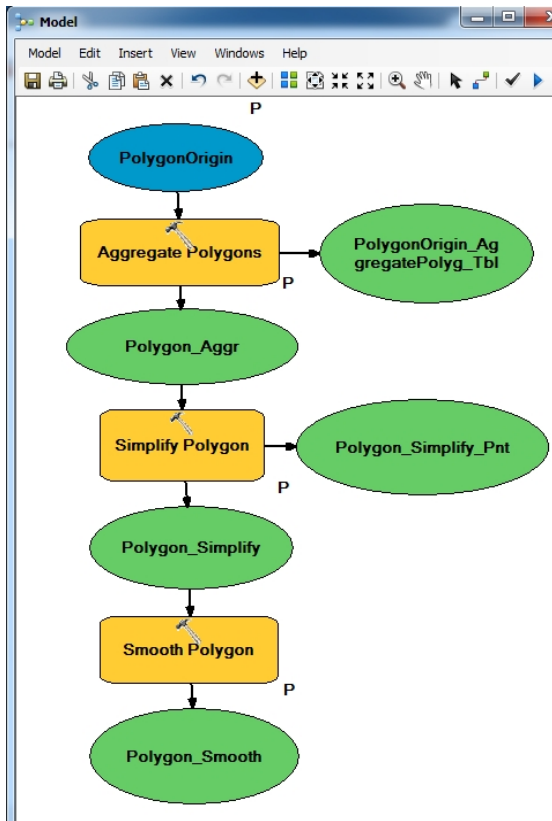 Model
Model Edit Insert View Windows Help
P
PolygonOrigin
Aggregate Polygons
PolygonOrigin_Ag
gregatePolyg_Tbl
P
Polygon_Aggr
Simplify Polygon
Polygon_Simplify_Pnt
P
Polygon_Simplify
Smooth Polygon
P
Polygon_Smooth